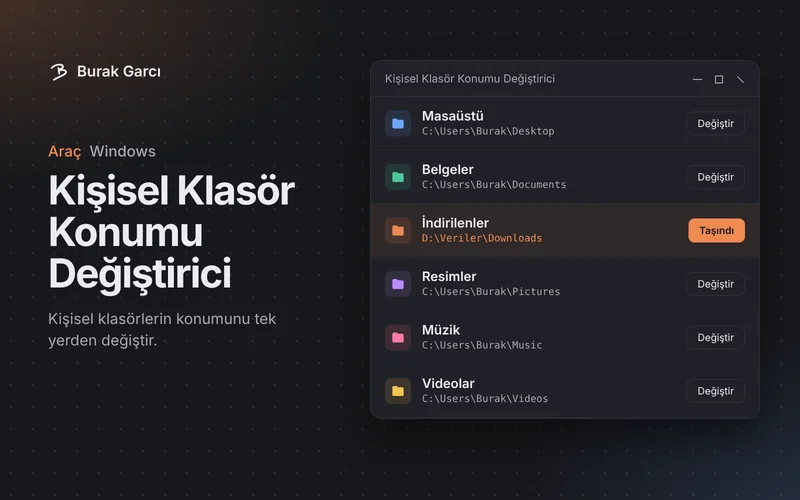 Burak Garcı
Araç Windows
Kişisel Klasör
Konumu
Değiştirici
Kişisel klasörlerin konumunu tek
yerden değiştir.
Kişisel Klasör Konumu Değiştirici
Masaüstü
C:\Users\Burak\Desktop
Değiştir
Belgeler
C:\Users\Burak\Documents
Değiştir
İndirilenler
D:\Veriler\Downloads
Taşındı
Resimler
C:\Users\Burak\Pictures
Değiştir
Müzik
C:\Users\Burak\Music
Değiştir
Videolar
C:\Users\Burak\Videos
Değiştir